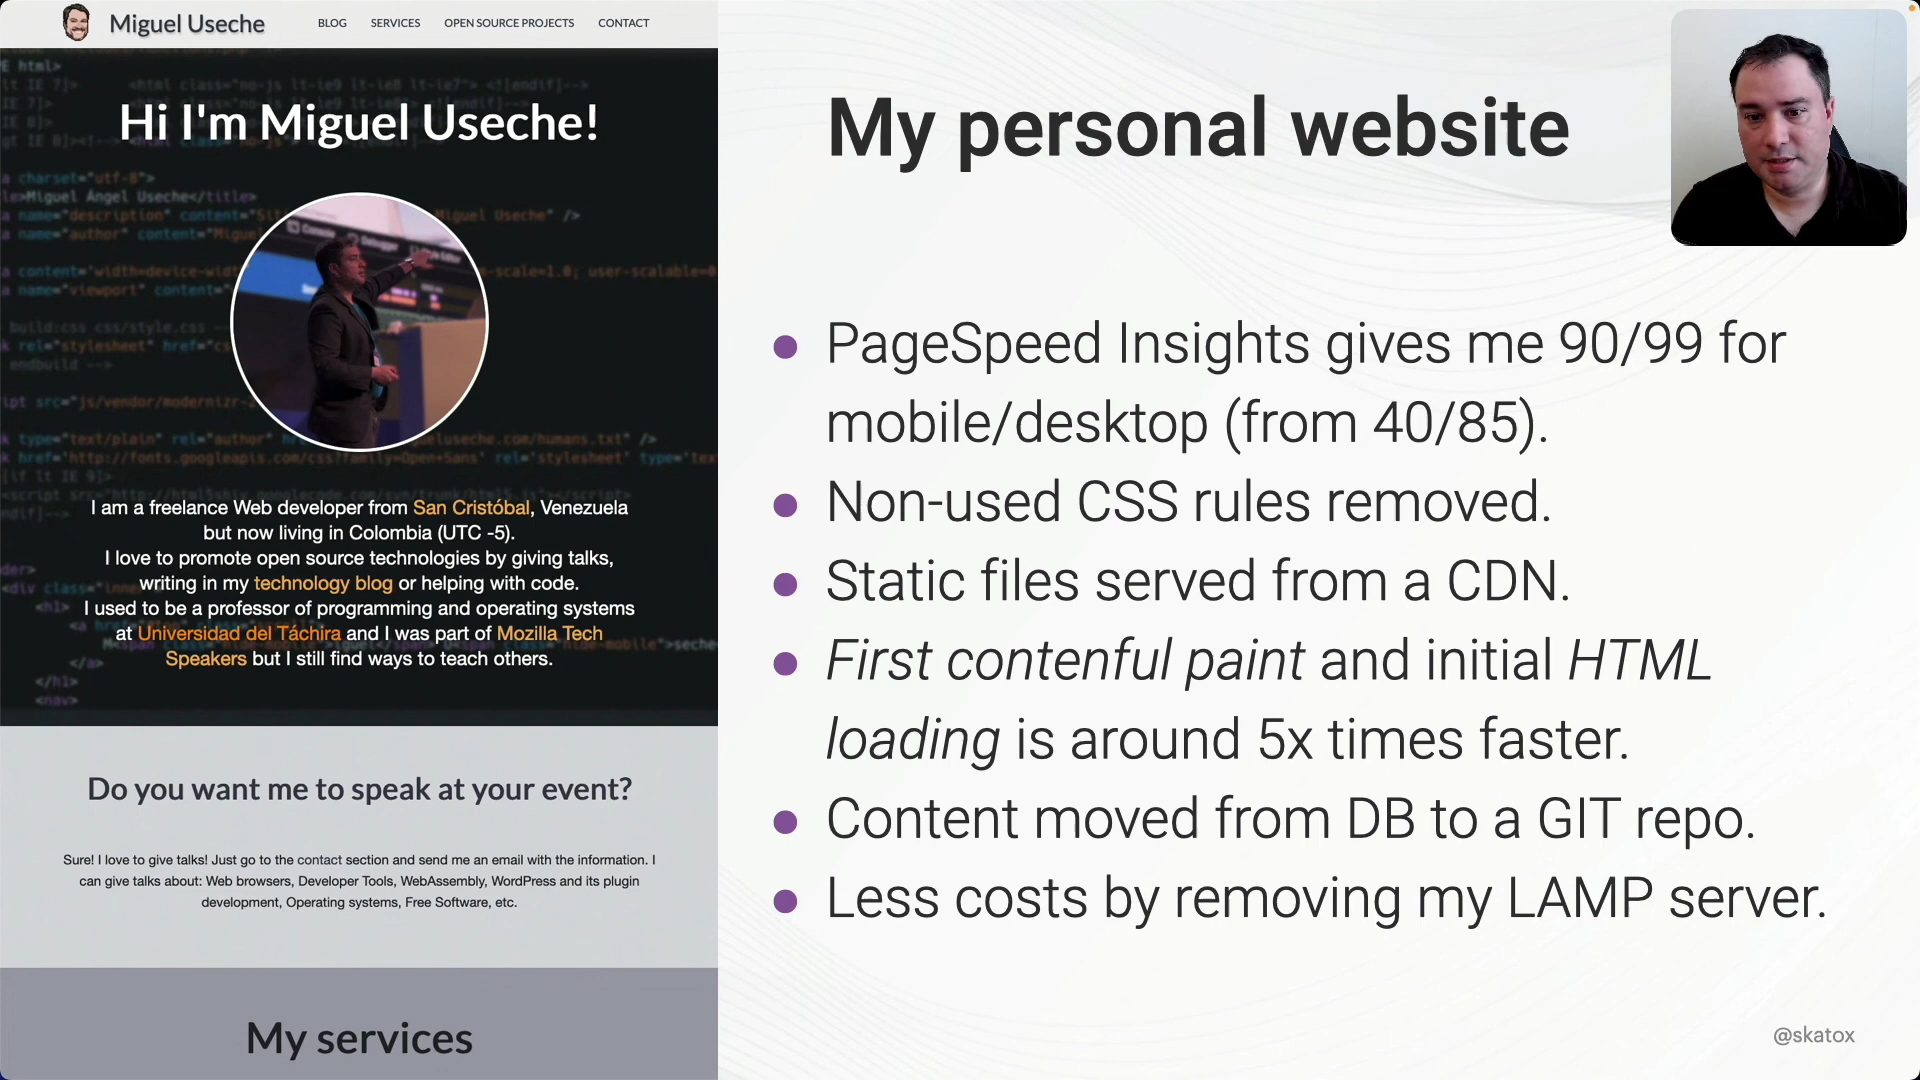 Miguel Useche
BLOG SERVICES OPEN SOURCE PROJECTS CONTACT
Hi I'm Miguel Useche!
I am a freelance Web developer from San Cristóbal, Venezuela
but now living in Colombia (UTC -5).
I love to promote open source technologies by giving talks,
writing in my technology blog or helping with code.
I used to be a professor of programming and operating systems
at Universidad del Táchira and I was part of Mozilla Tech
Speakers but I still find ways to teach others.
Do you want me to speak at your event?
Sure! I love to give talks! Just go to the contact section and send me an email with the information. I
can give talks about: Web browsers, Developer Tools, WebAssembly, WordPress and its plugin
development, Operating systems, Free Software, etc.
My services
My personal website
PageSpeed Insights gives me 90/99 for
mobile/desktop (from 40/85).
Non-used CSS rules removed.
Static files served from a CDN.
First contenful paint and initial HTML
loading is around 5x times faster.
Content moved from DB to a GIT repo.
Less costs by removing my LAMP server.
@skatox